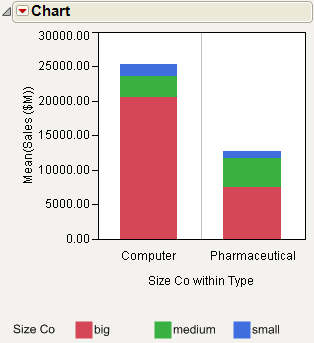 Chart
30000.00
25000.00
20000.00
15000.00
10000.00
5000.00
0.00
Mean(Sales ($M))
Computer Pharmaceutical
Size Co within Type
Size Co big medium small